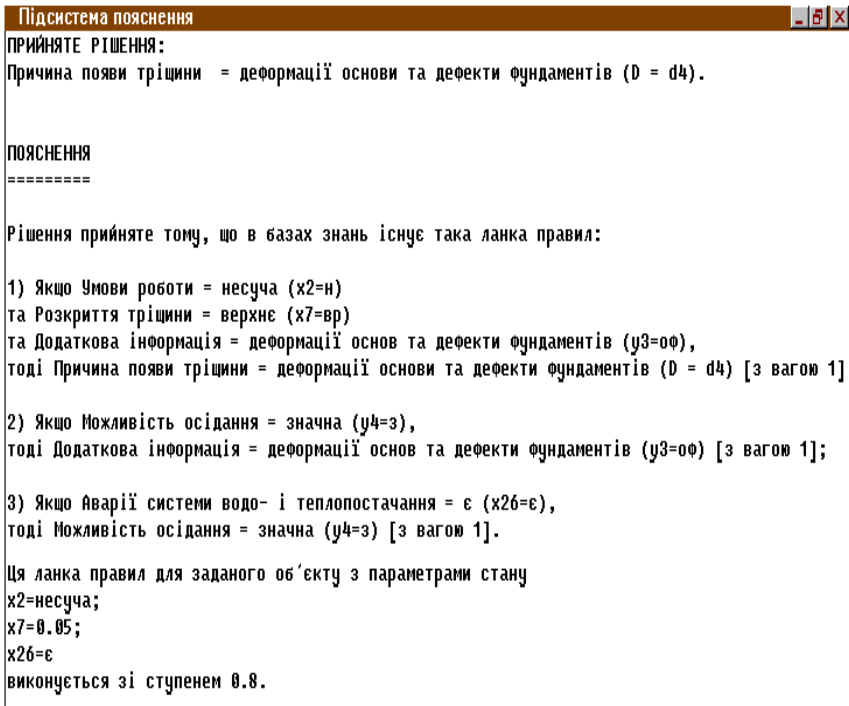 Підсистема пояснення
ПРИЙНЯТЕ РІШЕННЯ:
Причина появи тріщини = деформації основи та дефекти фундаментів (D = d4).
ПОЯСНЕННЯ
=========
Рішення прийняте тому, що в базах знань існує така ланка правил:
1) Якщо Умови роботи = несуча (x2=н)
та Розкриття тріщини = верхнє (x7=вр)
та Додаткова інформація = деформації основ та дефекти фундаментів (y3=оф),
тоді Причина появи тріщини = деформації основи та дефекти фундаментів (D = d4) [з вагою 1]
2) Якщо Можливість осідання = значна (y4=з),
тоді Додаткова інформація = деформації основ та дефекти фундаментів (y3=оф) [з вагою 1];
3) Якщо Аварії системи водо- і теплопостачання = є (x26=є),
тоді Можливість осідання = значна (y4=з) [з вагою 1].
Ця ланка правил для заданого об'єкту з параметрами стану
x2=несуча;
x7=0.05;
x26=є
виконується зі ступенем 0.8.